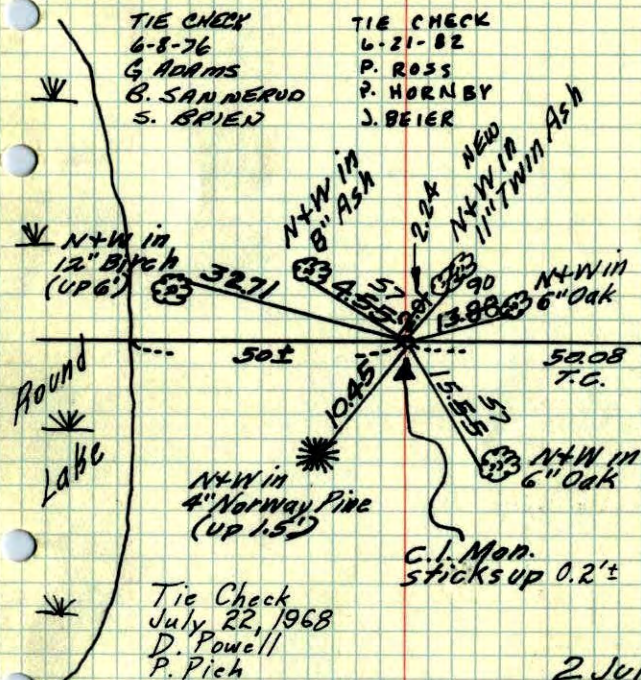 TIE CHECK
6-8-76
G ADAMS
B. SANNERUD
S. BRIEN
TIE CHECK
6-21-82
P. ROSS
P. HORNBY
J. BEIER
N+W in
8" Ash
2.24
NEW
N+W in
11" TWIN Ash
N+W in
12" Birch
(UP 6')
32.71
4.55
57
90
13.88
N+W in
6" Oak
50±
50.08
T.C.
Round
Lake
10.45
15.55
57
N+W in
4" Norway Pine
(up 1.5')
N+W in
6" Oak
C.I. Mon.
sticks up 0.2'±
Tie Check
July 22, 1968
D. Powell
P. Pich